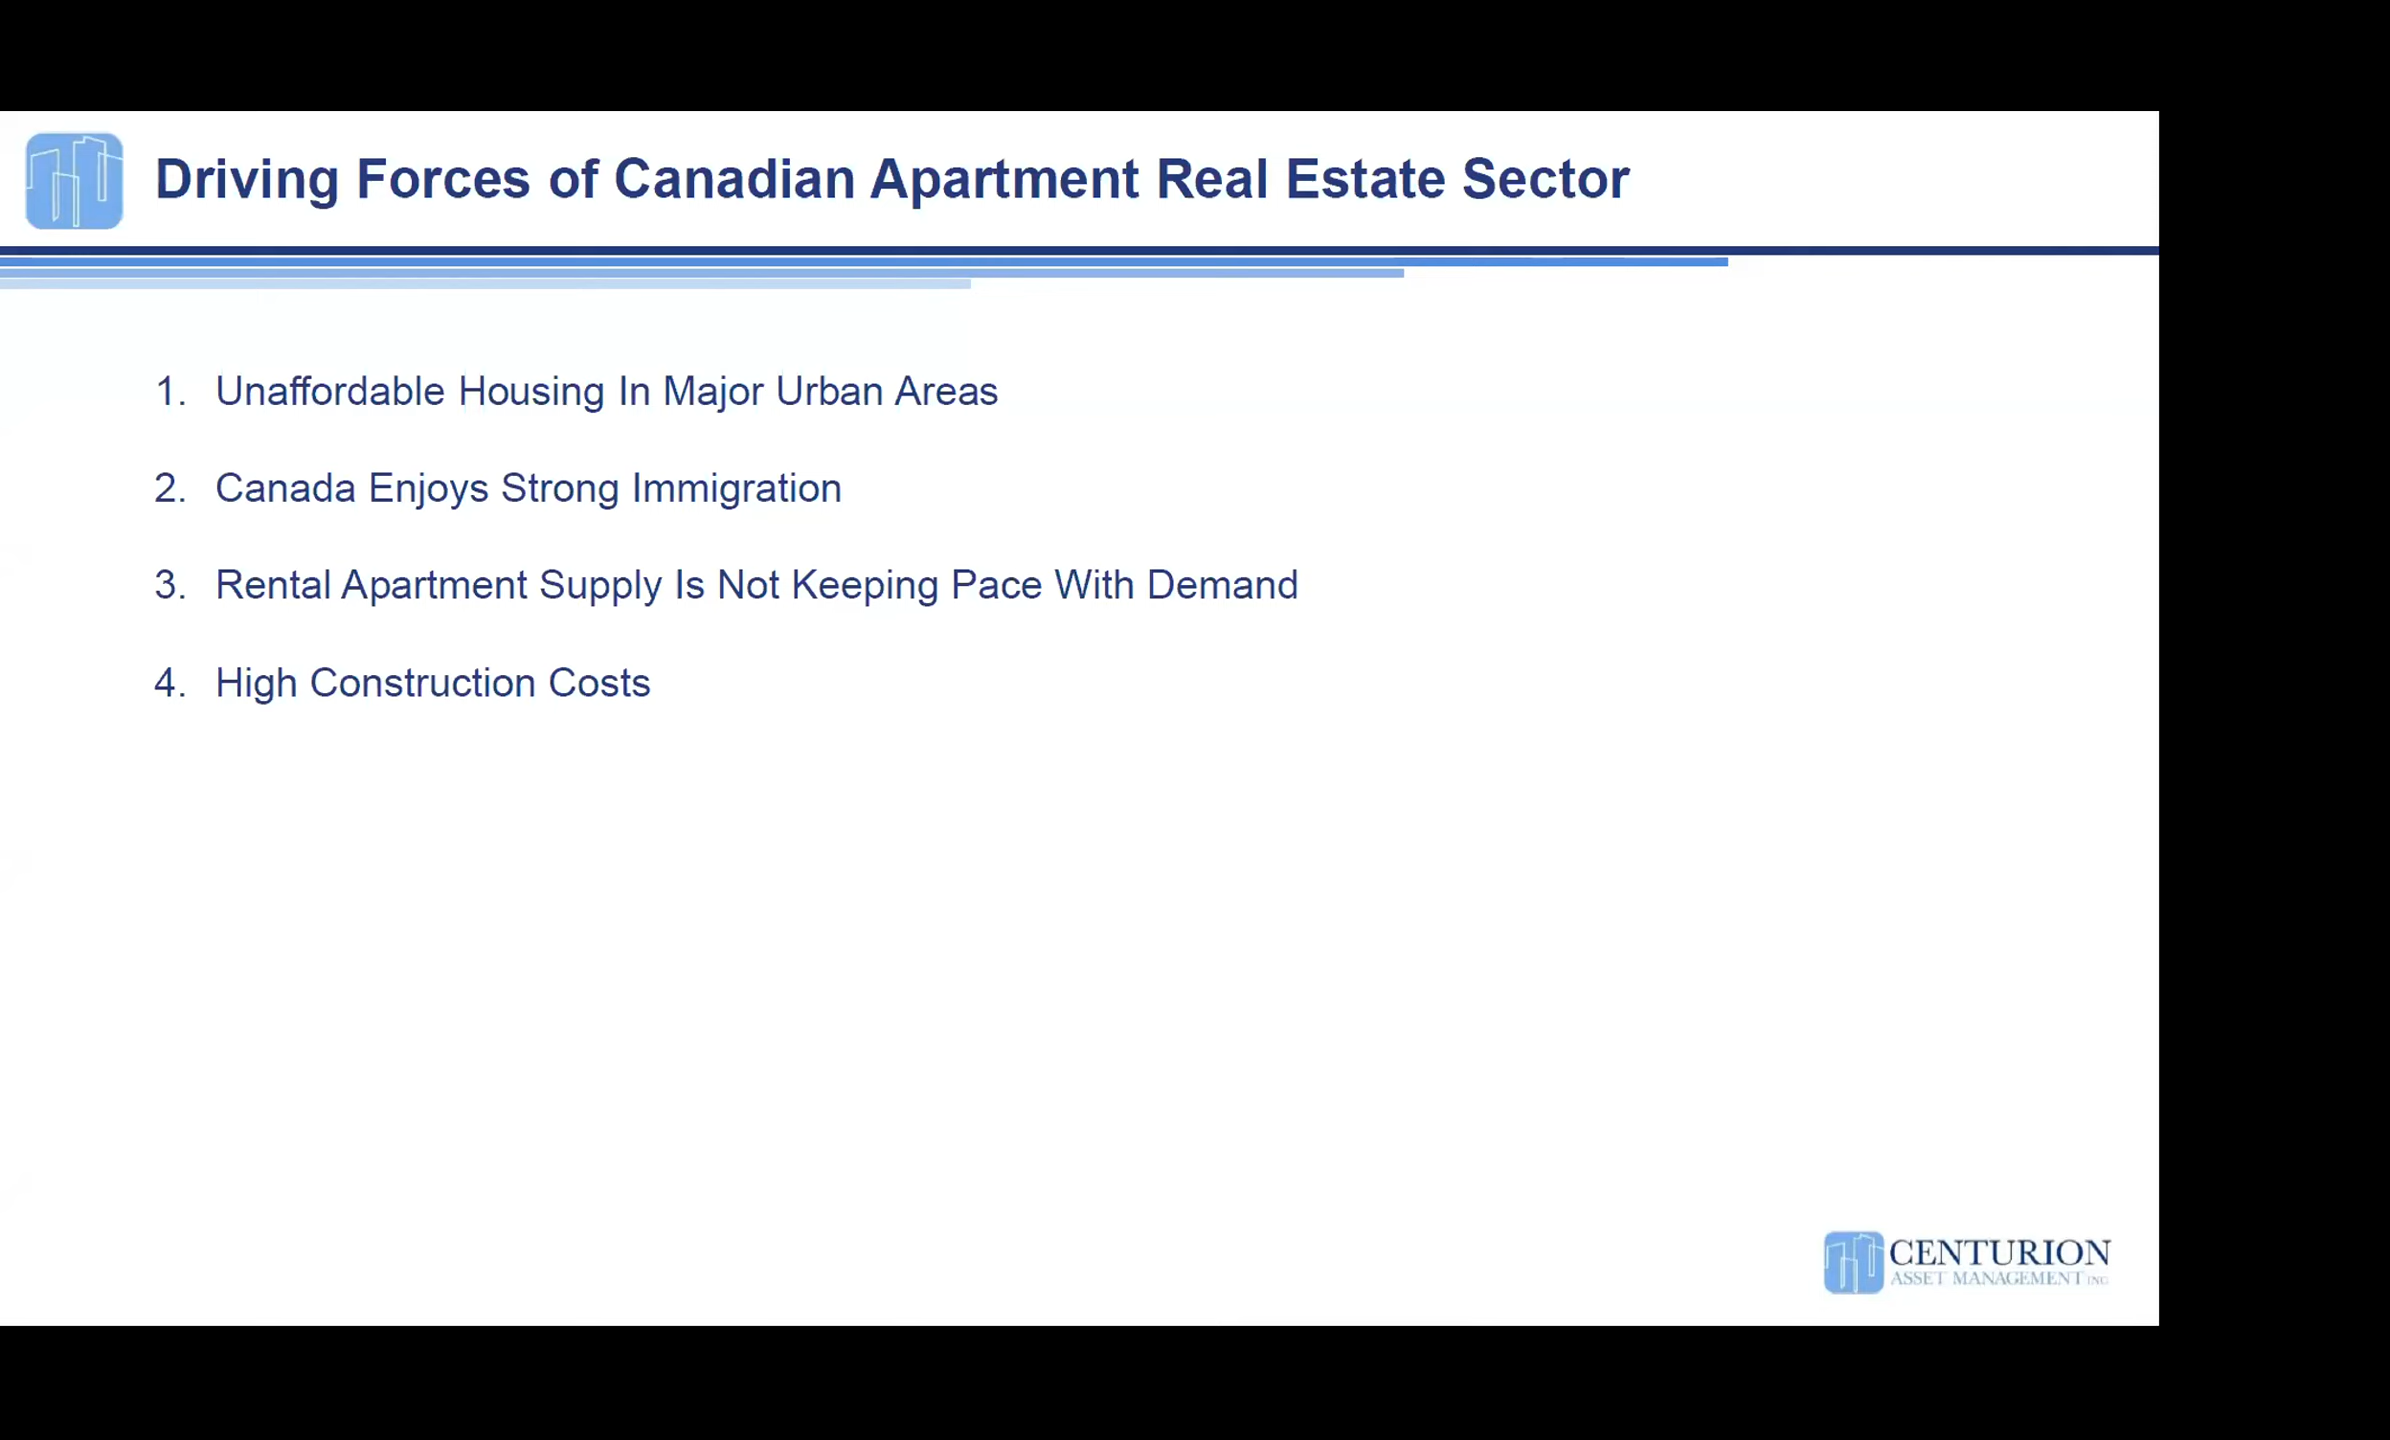 Driving Forces of Canadian Apartment Real Estate Sector
1. Unaffordable Housing In Major Urban Areas
2. Canada Enjoys Strong Immigration
3. Rental Apartment Supply Is Not Keeping Pace With Demand
4. High Construction Costs
CENTURION
ASSET MANAGEMENT INC